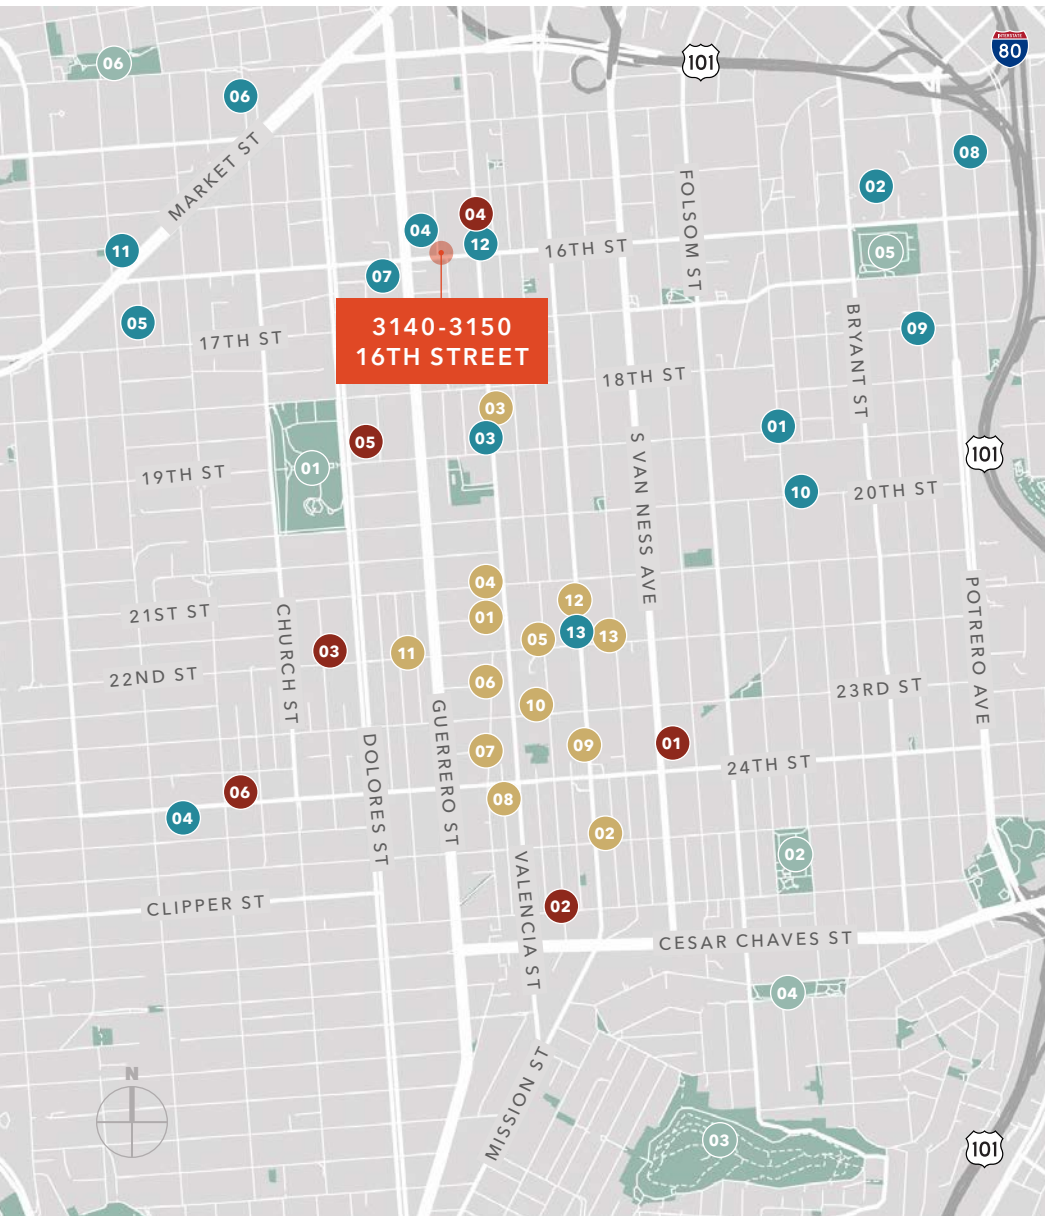 06
101
INTERSTATE
80
06
MARKET ST
08
02
FOLSOM ST
04
04
12
11
16TH ST
05
07
3140-3150
16TH STREET
05
17TH ST
BRYANT ST
09
18TH ST
03
03
01
05
01
S VAN NESS AVE
101
19TH ST
10
20TH ST
04
12
01
21ST ST
CHURCH ST
13
13
05
POTRERO AVE
03
11
22ND ST
06
23RD ST
10
GUERRERO ST
DOLORES ST
07
09
01
24TH ST
06
08
04
02
02
VALENCIA ST
CLIPPER ST
02
CESAR CHAVES ST
04
MISSION ST
N
03
101